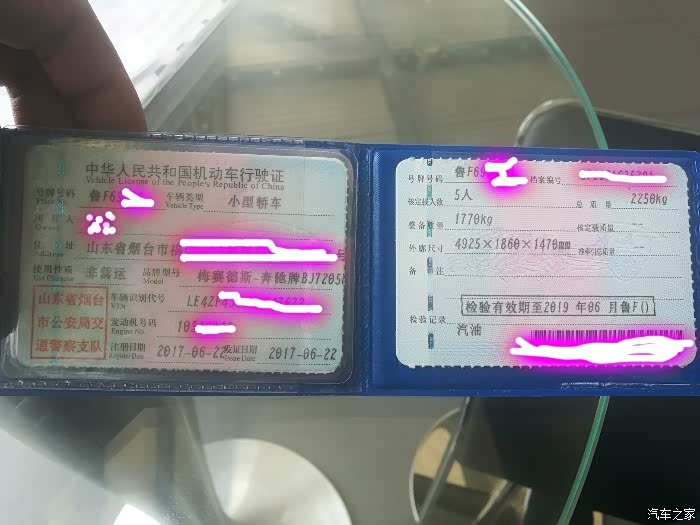 中华人民共和国机动车行驶证
Vehicle License of the People's Republic of China
号牌号码 鲁F6 车辆类型 小型轿车
Plate No. Vehicle Type
所有人
Owner
住址 山东省烟台市福
使用性质 非营运 品牌型号 梅赛德斯-奔驰牌BJ7205
Use Character Model
山东省烟台
市公安局交
通警察支队
车辆识别代号 LE42F
VIN
发动机号码 10
Engine No.
注册日期 2017-06-22 发证日期 2017-06-22
Register Date Issue Date
号牌号码 鲁F6 档案编号
核定载人数 5人 总质量 2250kg
整备质量 1770kg 核定载质量
外廓尺寸 4925×1860×1470mm 准牵引总质量
备注
检验有效期至2019 年06 月鲁F()
检验记录
汽油
汽车之家